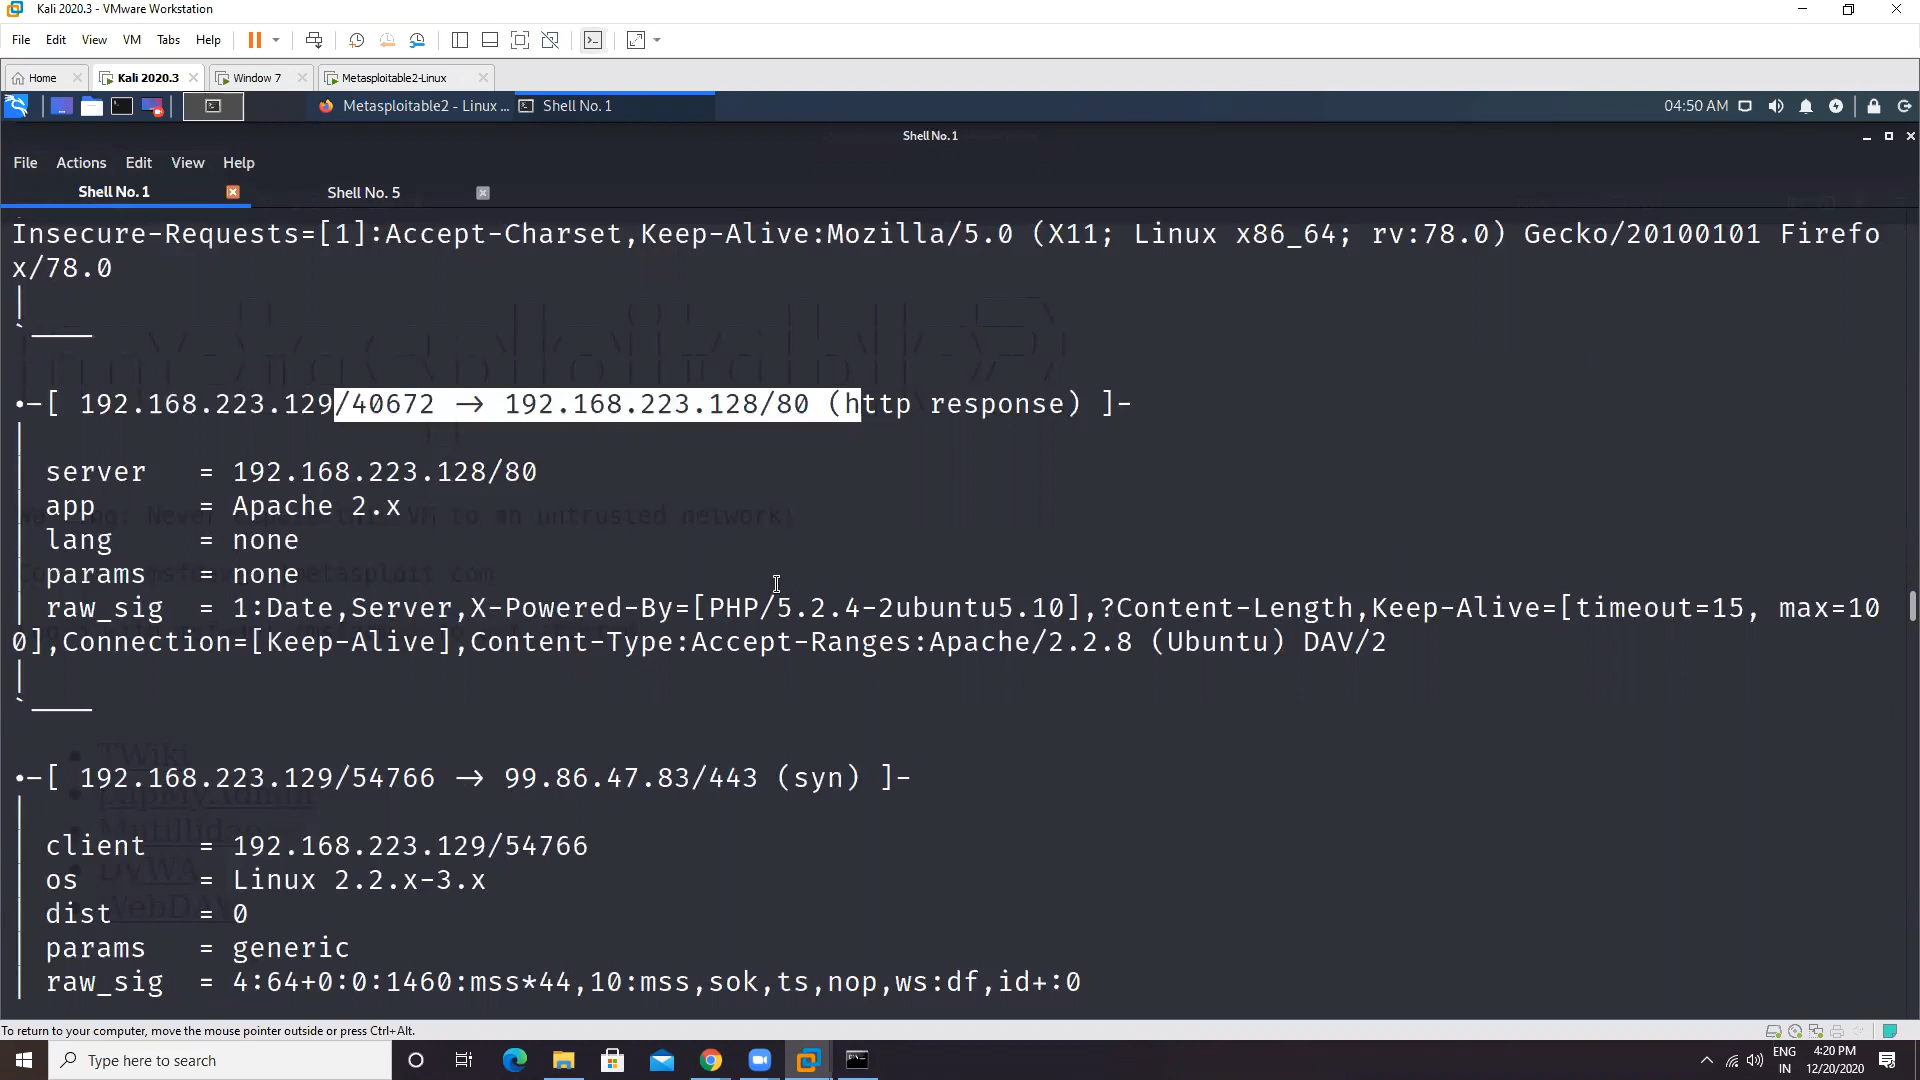 Kali 2020.3 - VMware Workstation
File Edit View VM Tabs Help
Home Kali 2020.3 Window 7 Metasploitable2-Linux
Metasploitable2 - Linux ... Shell No. 1 04:50 AM
Shell No. 1
File Actions Edit View Help
Shell No. 1 Shell No. 5
Insecure-Requests=[1]:Accept-Charset,Keep-Alive:Mozilla/5.0 (X11; Linux x86_64; rv:78.0) Gecko/20100101 Firefo
x/78.0
|
`____
.-[ 192.168.223.129/40672 → 192.168.223.128/80 (http response) ]-
|
| server   = 192.168.223.128/80
| app      = Apache 2.x
| lang     = none
| params   = none
| raw_sig  = 1:Date,Server,X-Powered-By=[PHP/5.2.4-2ubuntu5.10],?Content-Length,Keep-Alive=[timeout=15, max=10
0],Connection=[Keep-Alive],Content-Type:Accept-Ranges:Apache/2.2.8 (Ubuntu) DAV/2
|
`____
.-[ 192.168.223.129/54766 → 99.86.47.83/443 (syn) ]-
|
| client   = 192.168.223.129/54766
| os       = Linux 2.2.x-3.x
| dist     = 0
| params   = generic
| raw_sig  = 4:64+0:0:1460:mss*44,10:mss,sok,ts,nop,ws:df,id+:0
TWiki
phpMyAdmin
Mutillidae
DVWA
WebDAV
To return to your computer, move the mouse pointer outside or press Ctrl+Alt.
Type here to search
ENG
IN
4:20 PM
12/20/2020